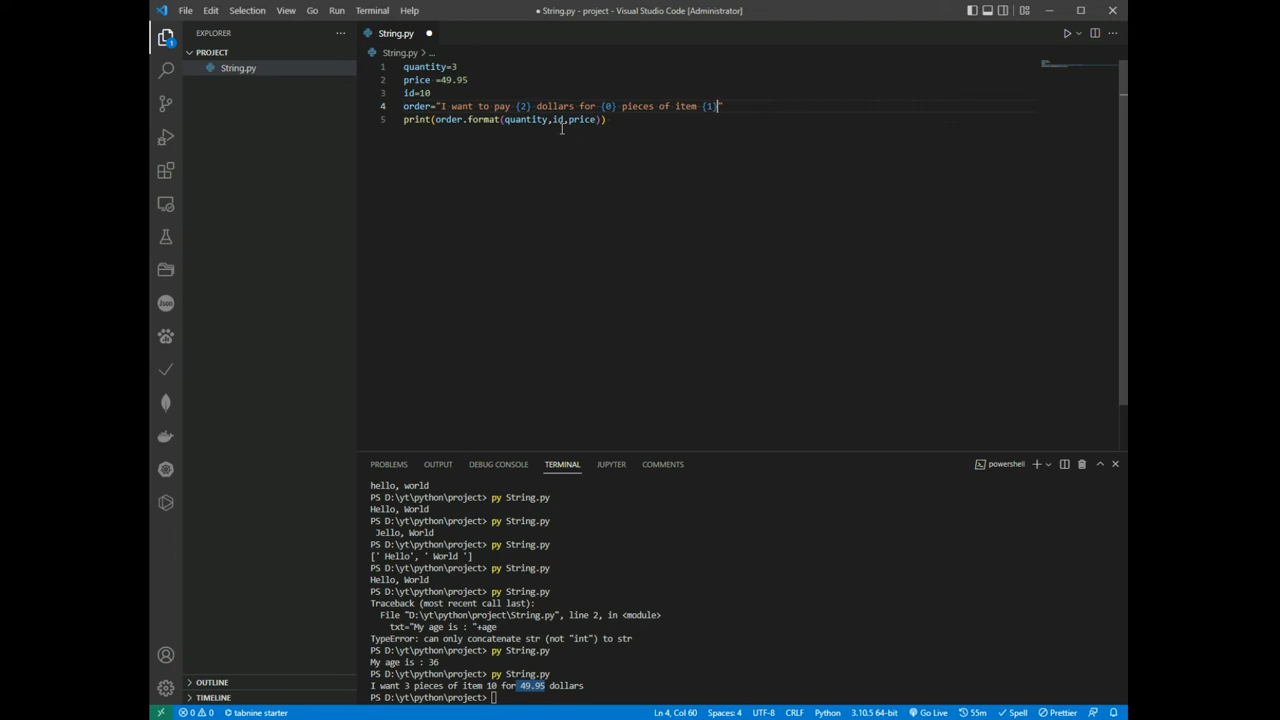 File Edit Selection View Go Run Terminal Help
● String.py - project - Visual Studio Code [Administrator]
EXPLORER
PROJECT
String.py
OUTLINE
TIMELINE
String.py
String.py > ...
1 quantity=3
2 price =49.95
3 id=10
4 order="I want to pay {2} dollars for {0} pieces of item {1}"
5 print(order.format(quantity,id,price))
PROBLEMS OUTPUT DEBUG CONSOLE TERMINAL JUPYTER COMMENTS
powershell
hello, world
PS D:\yt\python\project> py String.py
Hello, World
PS D:\yt\python\project> py String.py
Jello, World
PS D:\yt\python\project> py String.py
[' Hello', ' World ']
PS D:\yt\python\project> py String.py
Hello, World
PS D:\yt\python\project> py String.py
Traceback (most recent call last):
File "D:\yt\python\project\String.py", line 2, in <module>
txt="My age is : "+age
TypeError: can only concatenate str (not "int") to str
PS D:\yt\python\project> py String.py
My age is : 36
PS D:\yt\python\project> py String.py
I want 3 pieces of item 10 for 49.95 dollars
PS D:\yt\python\project>
0 0 tabnine starter Ln 4, Col 60 Spaces: 4 UTF-8 CRLF Python 3.10.5 64-bit Go Live 55m Spell Prettier